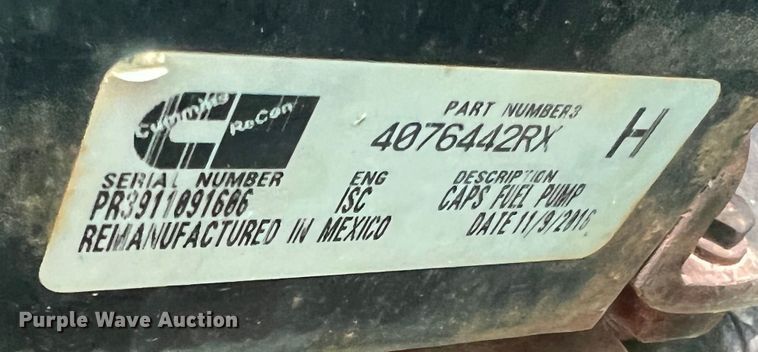 Cummins ReCon
PART NUMBERS
4076442RX H
SERIAL NUMBER ENG DESCRIPTION
PR3911091606 ISC CAPS FUEL PUMP
REMANUFACTURED IN MEXICO DATE 11/9/2016
Purple Wave Auction